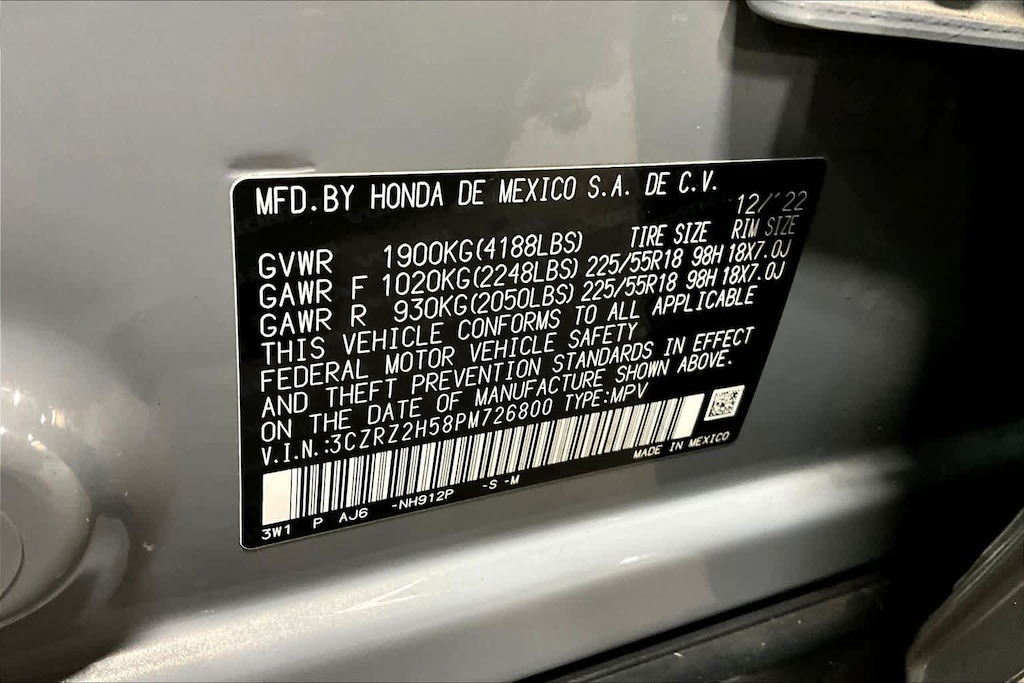 MFD.BY HONDA DE MEXICO S.A. DE C.V.
12/'22
GVWR 1900KG(4188LBS) TIRE SIZE RIM SIZE
GAWR F 1020KG(2248LBS) 225/55R18 98H 18X7.0J
GAWR R 930KG(2050LBS) 225/55R18 98H 18X7.0J
THIS VEHICLE CONFORMS TO ALL APPLICABLE
FEDERAL MOTOR VEHICLE SAFETY
AND THEFT PREVENTION STANDARDS IN EFFECT
ON THE DATE OF MANUFACTURE SHOWN ABOVE.
V.I.N.:3CZRZ2H58PM726800 TYPE:MPV
MADE IN MEXICO
3W1 P AJ6 -NH912P -S -M